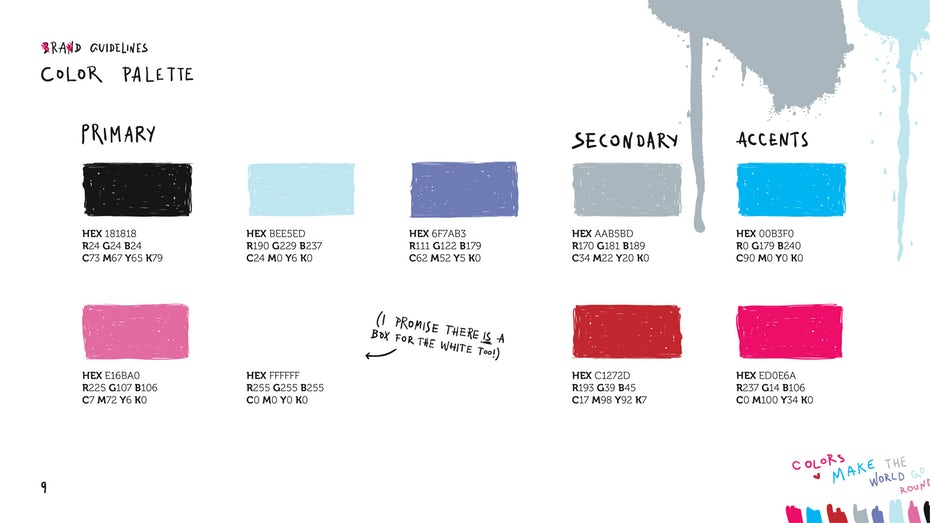 BRAND GUIDELINES
COLOR PALETTE
PRIMARY
SECONDARY
ACCENTS
HEX 181818
R24 G24 B24
C73 M67 Y65 K79
HEX BEE5ED
R190 G229 B237
C24 M0 Y6 K0
HEX 6F7AB3
R111 G122 B179
C62 M52 Y5 K0
HEX AAB5BD
R170 G181 B189
C34 M22 Y20 K0
HEX 00B3F0
R0 G179 B240
C90 M0 Y0 K0
(I PROMISE THERE IS A
BOX FOR THE WHITE TOO!)
HEX E16BA0
R225 G107 B106
C7 M72 Y6 K0
HEX FFFFFF
R255 G255 B255
C0 M0 Y0 K0
HEX C1272D
R193 G39 B45
C17 M98 Y92 K7
HEX ED0E6A
R237 G14 B106
C0 M100 Y34 K0
COLORS
MAKE THE
WORLD GO
ROUND
9